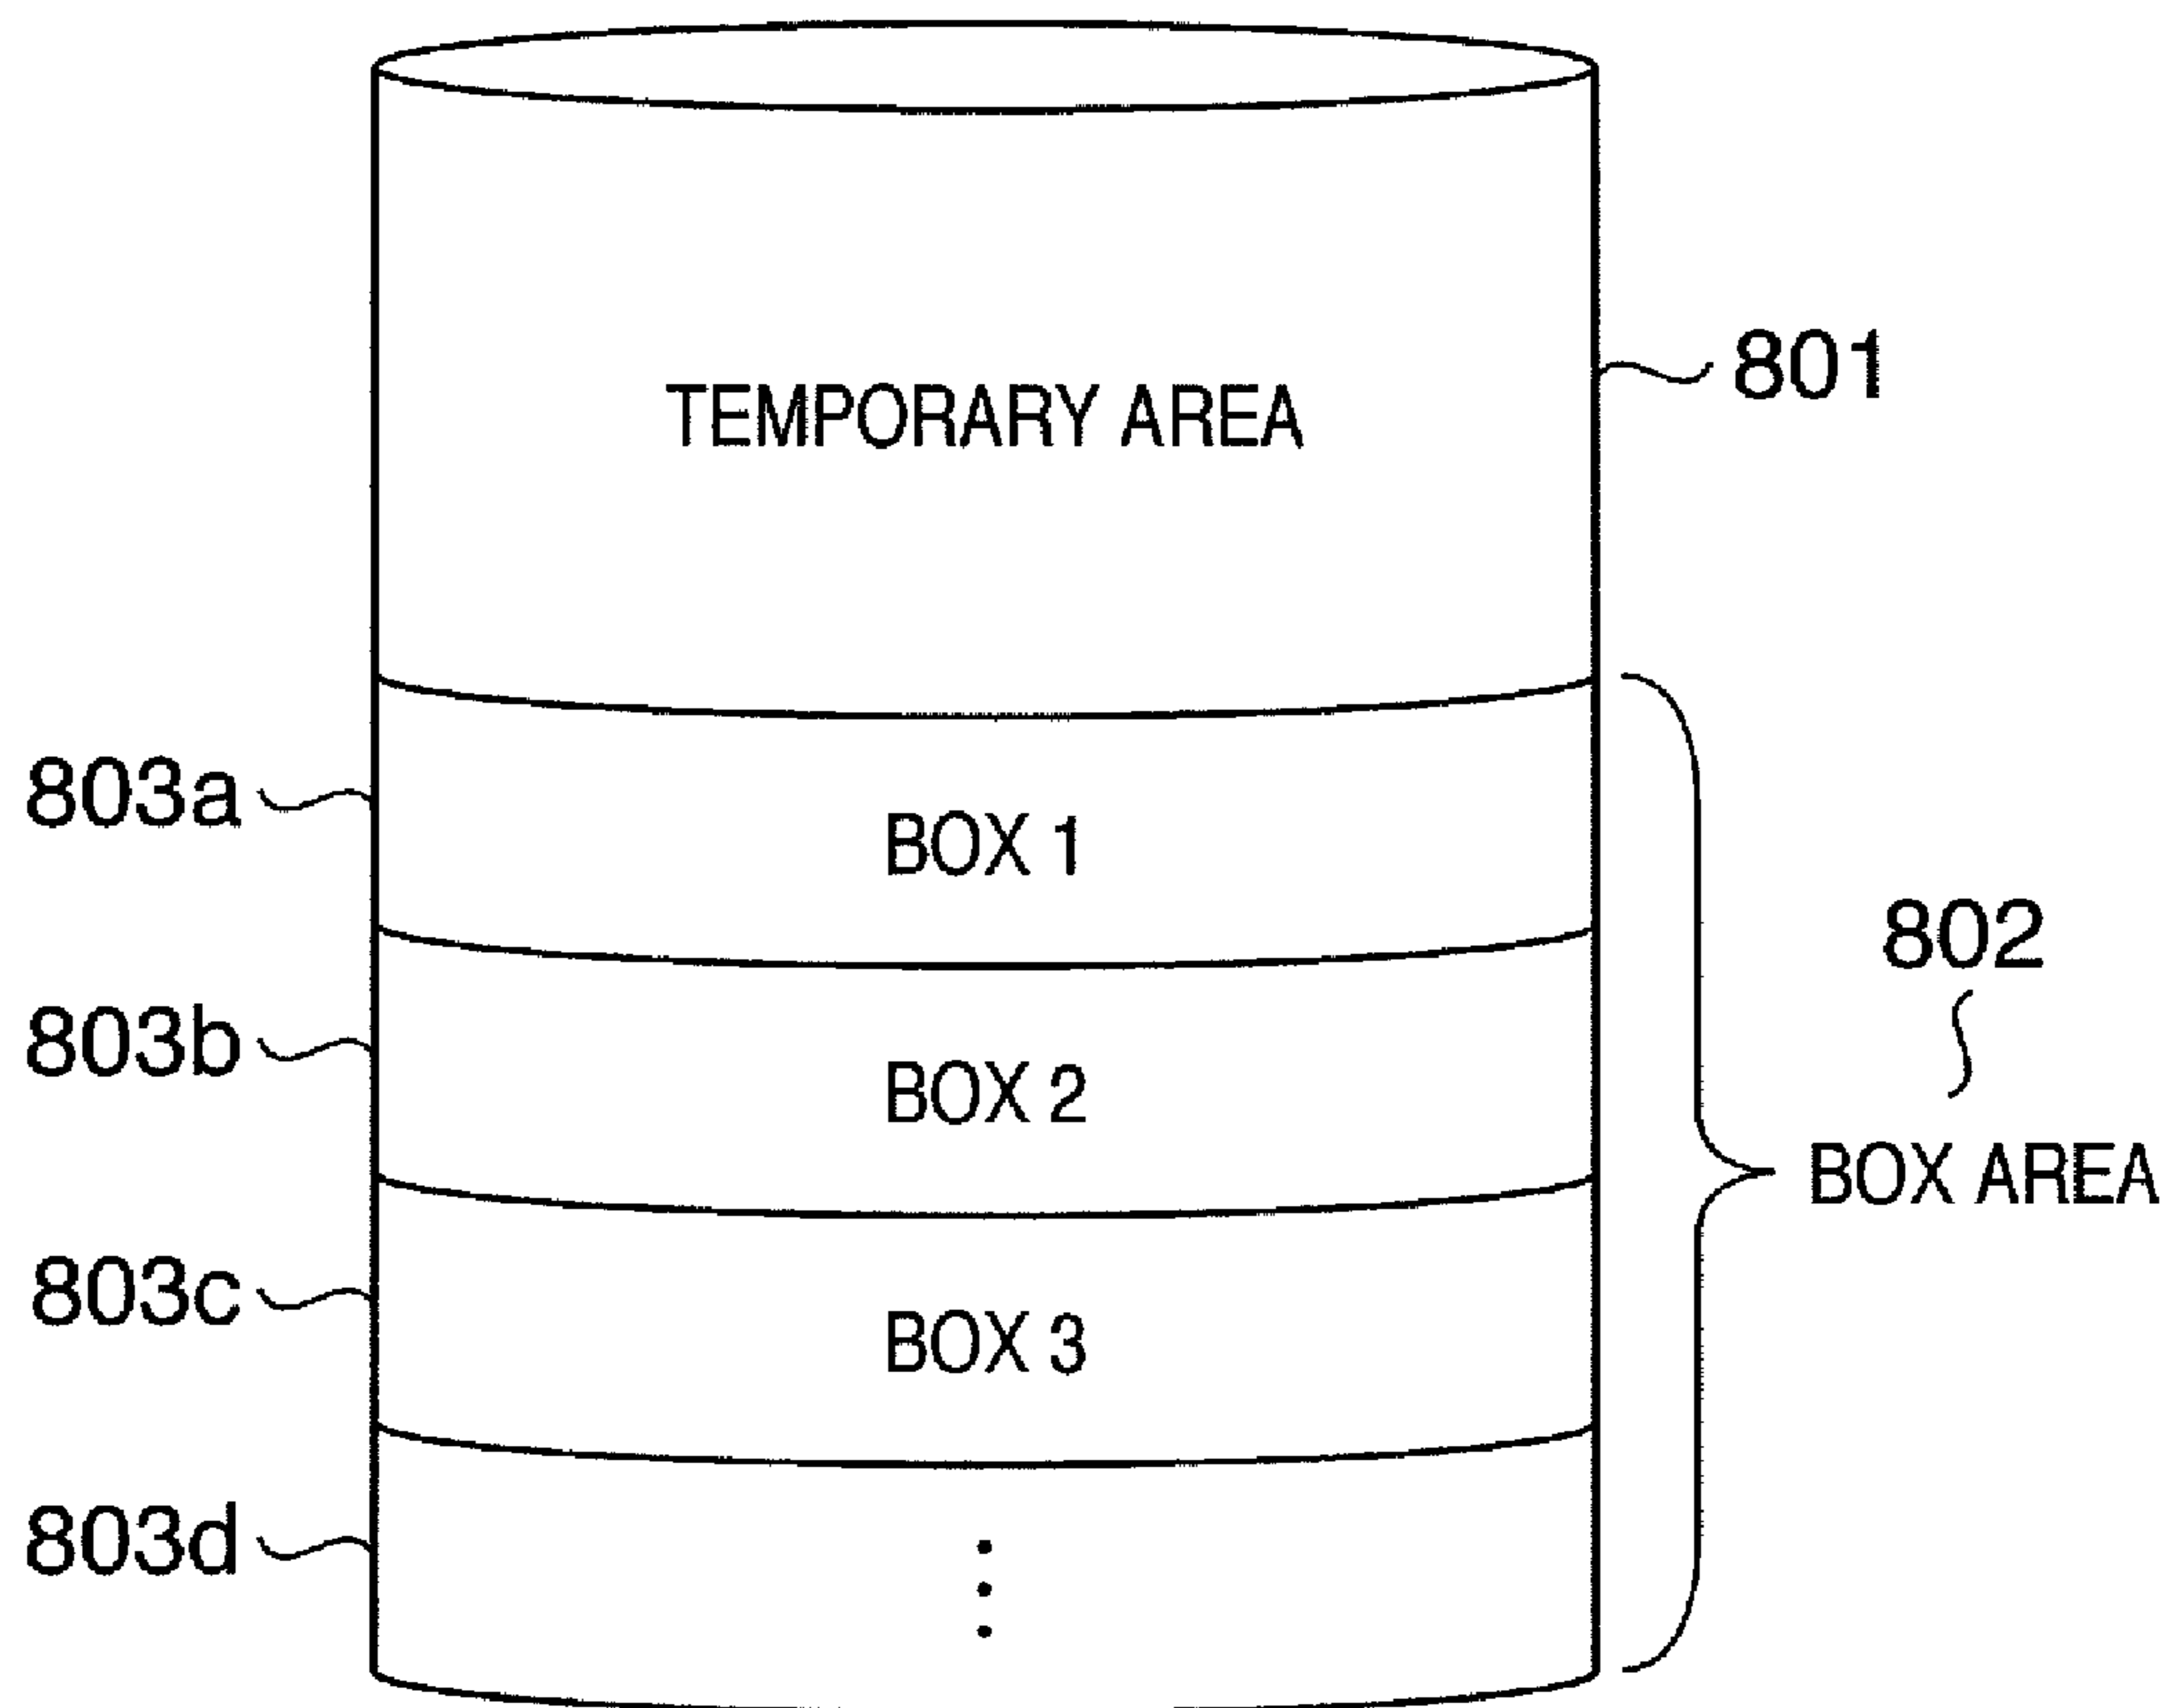 TEMPORARY AREA
801
803a
BOX 1
802
803b
BOX 2
BOX AREA
803c
BOX 3
803d